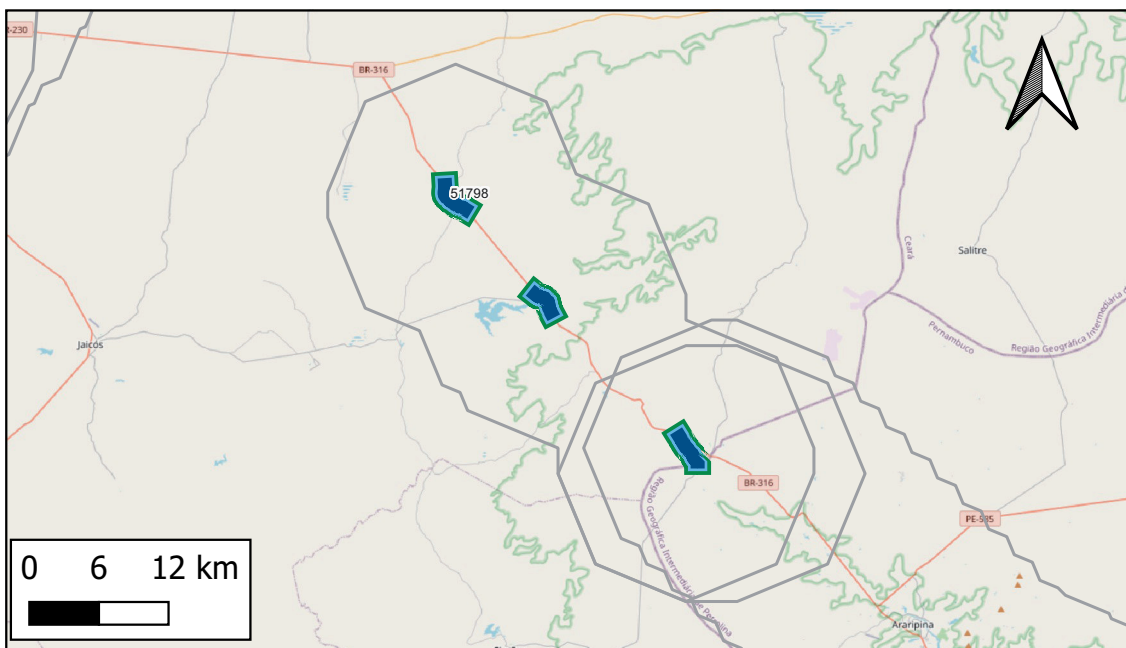 -230
BR-316
51798
Ceará
Salitre
Pernambuco
Região Geográfica Intermediária d
Jaicós
BR-316
Região Geográfica Intermediária de Petrolina
PE-585
Araripina
0 6 12 km